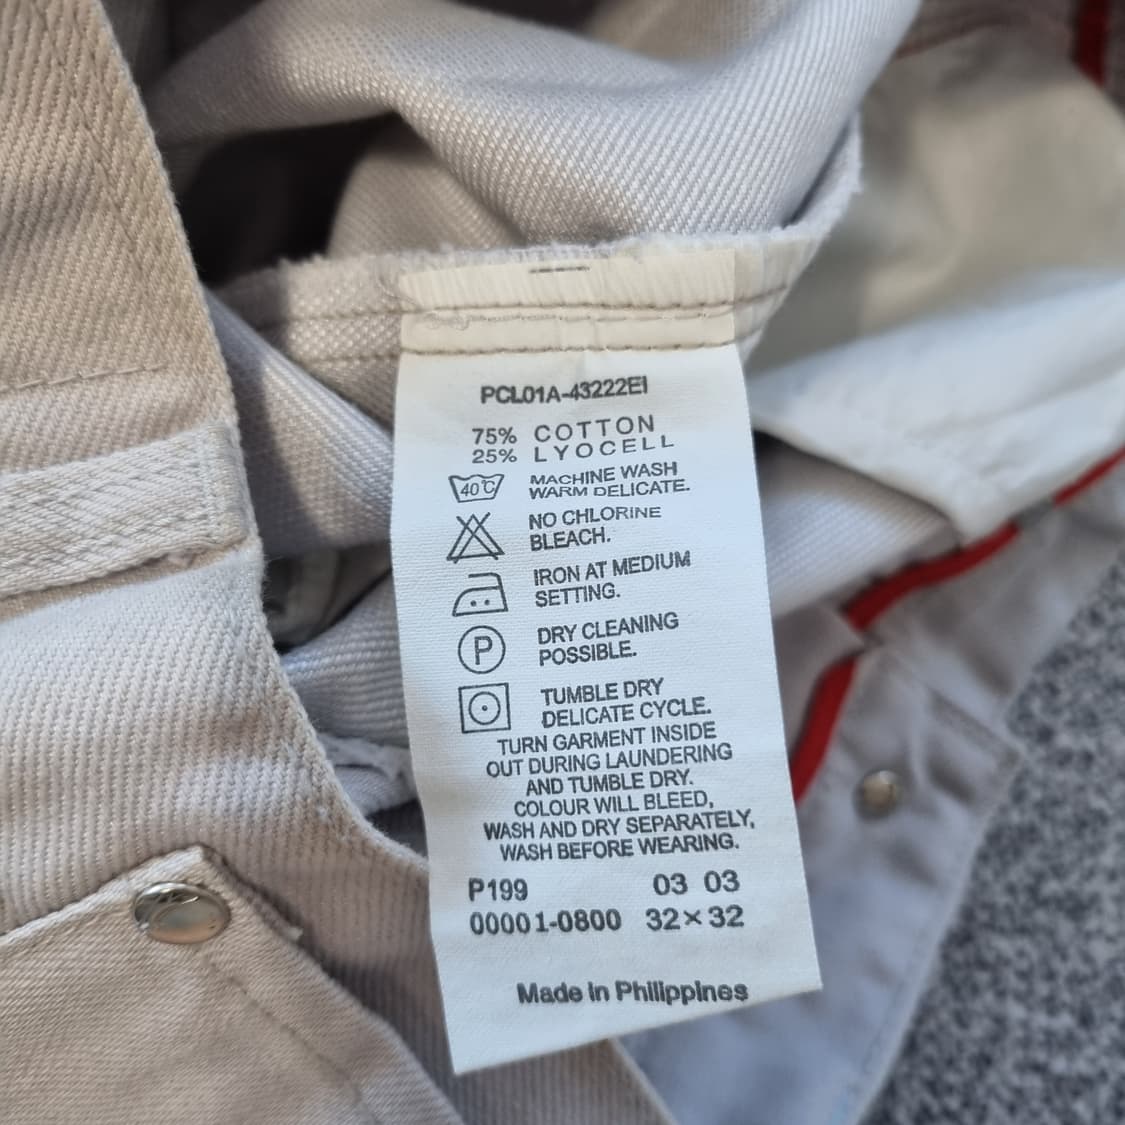 PCL01A-43222EI
75% COTTON
25% LYOCELL
40°C MACHINE WASH
WARM DELICATE.
NO CHLORINE
BLEACH.
IRON AT MEDIUM
SETTING.
P DRY CLEANING
POSSIBLE.
TUMBLE DRY
DELICATE CYCLE.
TURN GARMENT INSIDE
OUT DURING LAUNDERING
AND TUMBLE DRY.
COLOUR WILL BLEED,
WASH AND DRY SEPARATELY,
WASH BEFORE WEARING.
P199 03 03
00001-0800 32×32
Made in Philippines